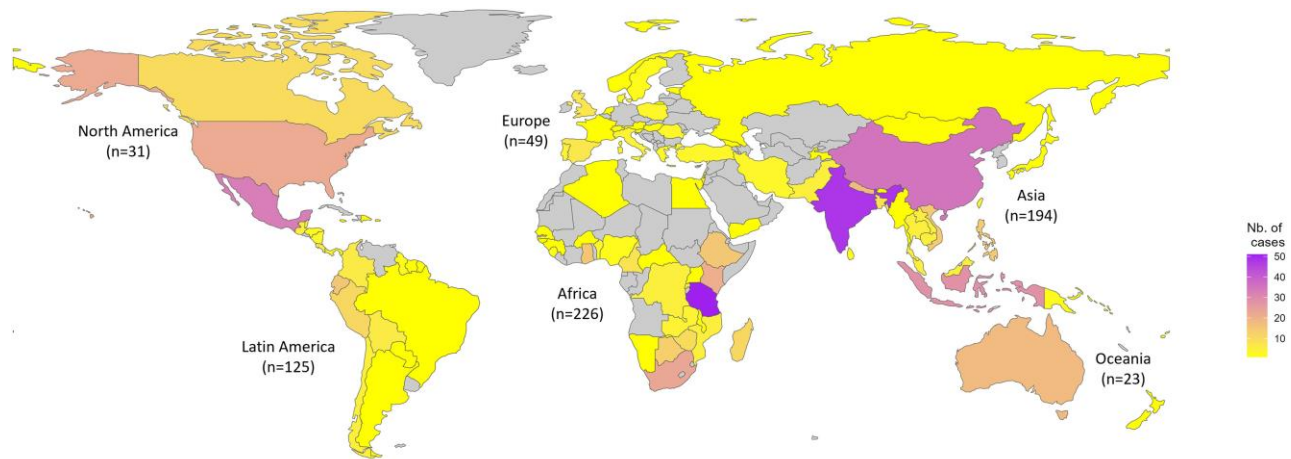 North America
(n=31)
Europe
(n=49)
Asia
(n=194)
Africa
(n=226)
Latin America
(n=125)
Oceania
(n=23)
Nb. of
cases
50
40
30
20
10